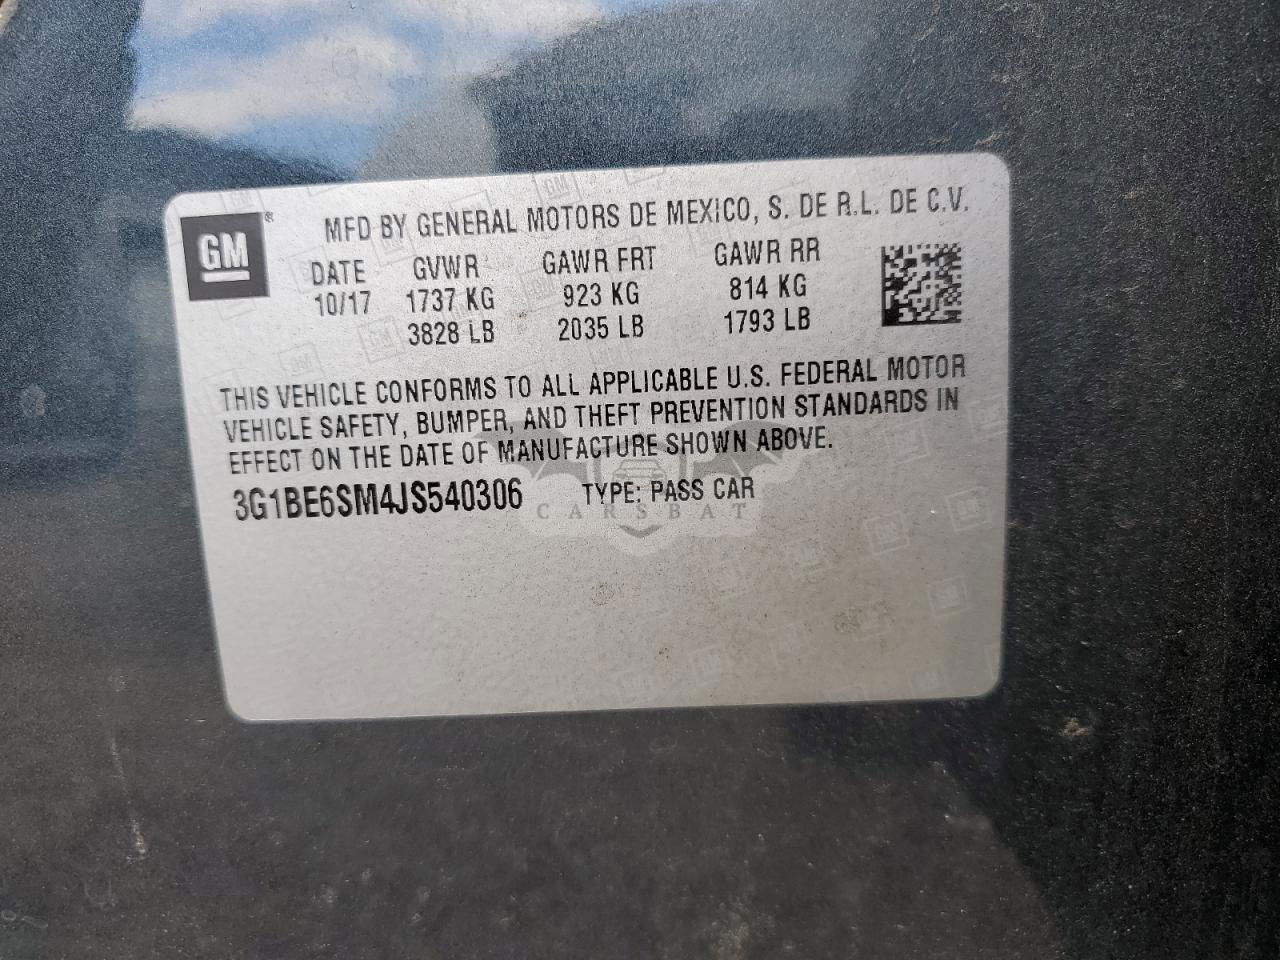 GM
MFD BY GENERAL MOTORS DE MEXICO, S. DE R.L. DE C.V.
DATE GVWR GAWR FRT GAWR RR
10/17 1737 KG 923 KG 814 KG
3828 LB 2035 LB 1793 LB
THIS VEHICLE CONFORMS TO ALL APPLICABLE U.S. FEDERAL MOTOR
VEHICLE SAFETY, BUMPER, AND THEFT PREVENTION STANDARDS IN
EFFECT ON THE DATE OF MANUFACTURE SHOWN ABOVE.
3G1BE6SM4JS540306 TYPE: PASS CAR
CARSBAT